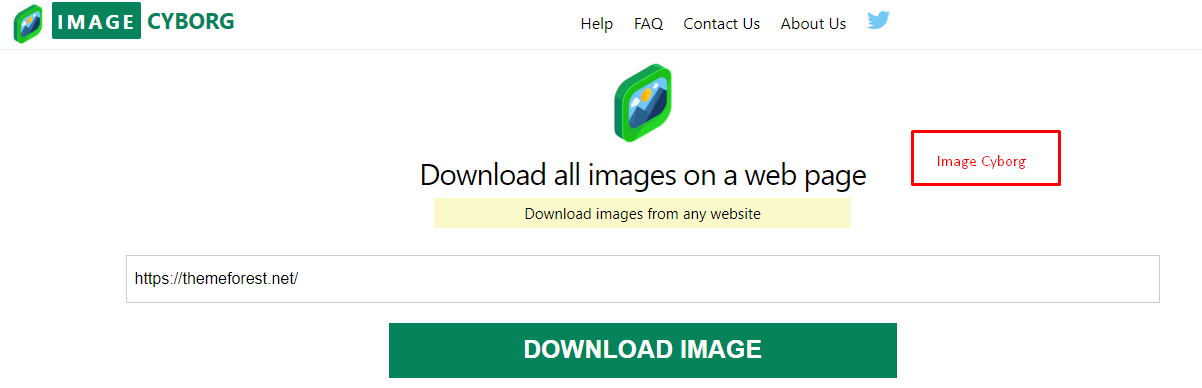 IMAGE CYBORG
Help FAQ Contact Us About Us
Image Cyborg
Download all images on a web page
Download images from any website
https://themeforest.net/
DOWNLOAD IMAGE